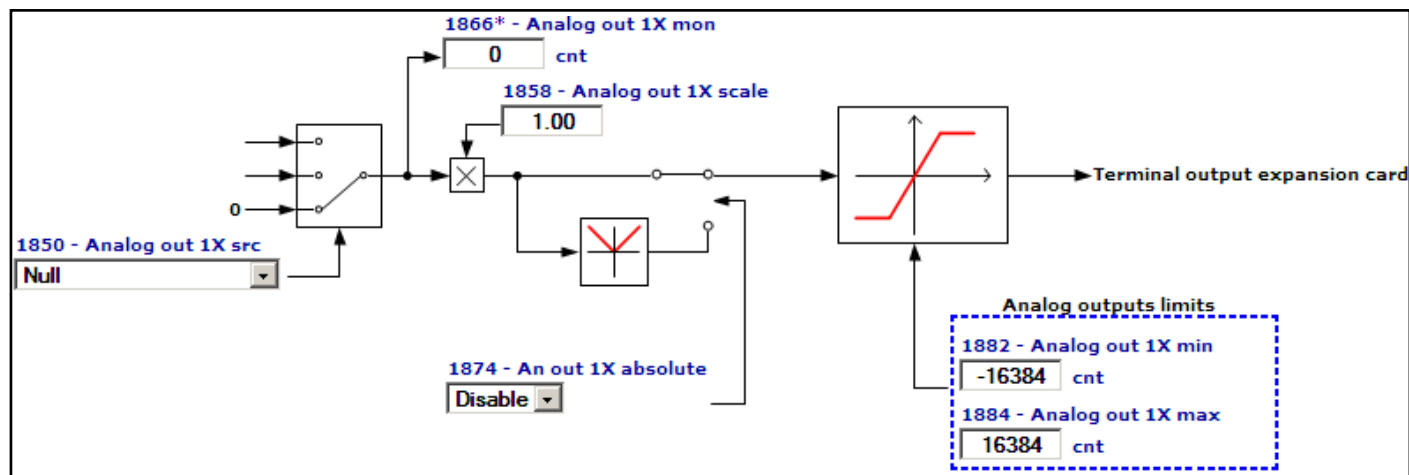 1866* - Analog out 1X mon
0 cnt
1858 - Analog out 1X scale
1.00
0
Terminal output expansion card
1850 - Analog out 1X src
Null
Analog outputs limits
1882 - Analog out 1X min
-16384 cnt
1874 - An out 1X absolute
Disable
1884 - Analog out 1X max
16384 cnt